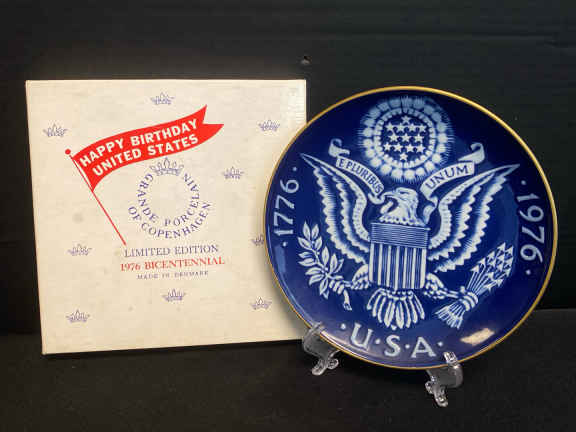 HAPPY BIRTHDAY
UNITED STATES
GRANDE PORCELAIN
OF COPENHAGEN
LIMITED EDITION
1976 BICENTENNIAL
MADE IN DENMARK
E PLURIBUS UNUM
·1776·
·1976·
·U·S·A·